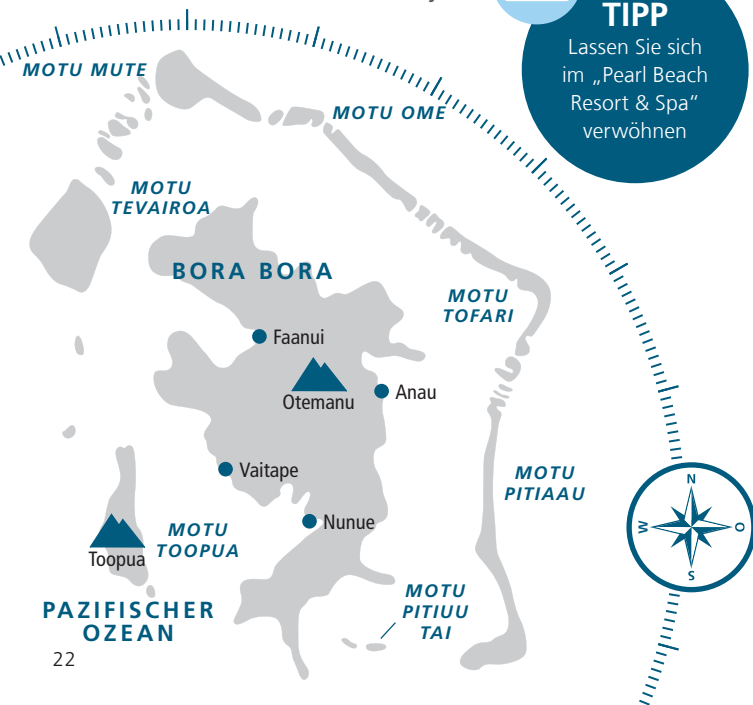 TIPP
Lassen Sie sich
im „Pearl Beach
Resort & Spa“
verwöhnen
MOTU MUTE
MOTU OME
MOTU
TEVAIROA
BORA BORA
MOTU
TOFARI
Faanui
Otemanu
Anau
Vaitape
MOTU
PITIAAU
Nunue
MOTU
TOOPUA
Toopua
N
W
O
S
MOTU
PITIUU
TAI
PAZIFISCHER
OZEAN
22